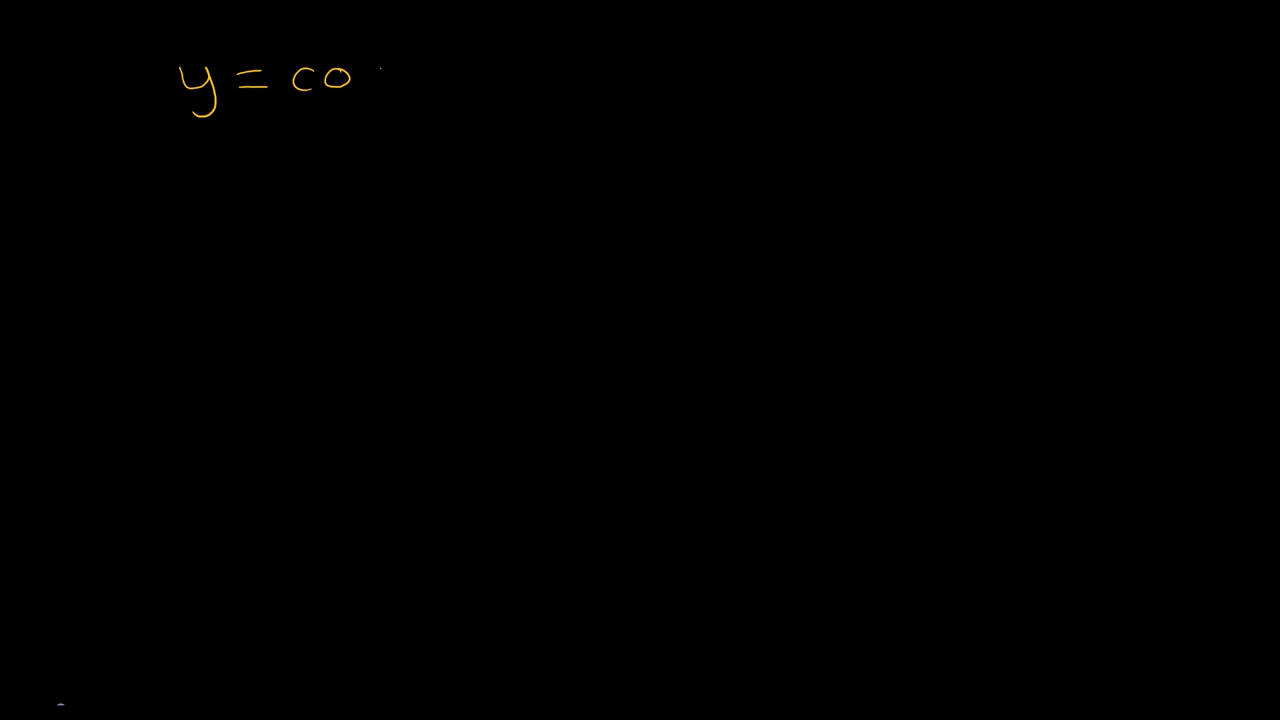 y = co